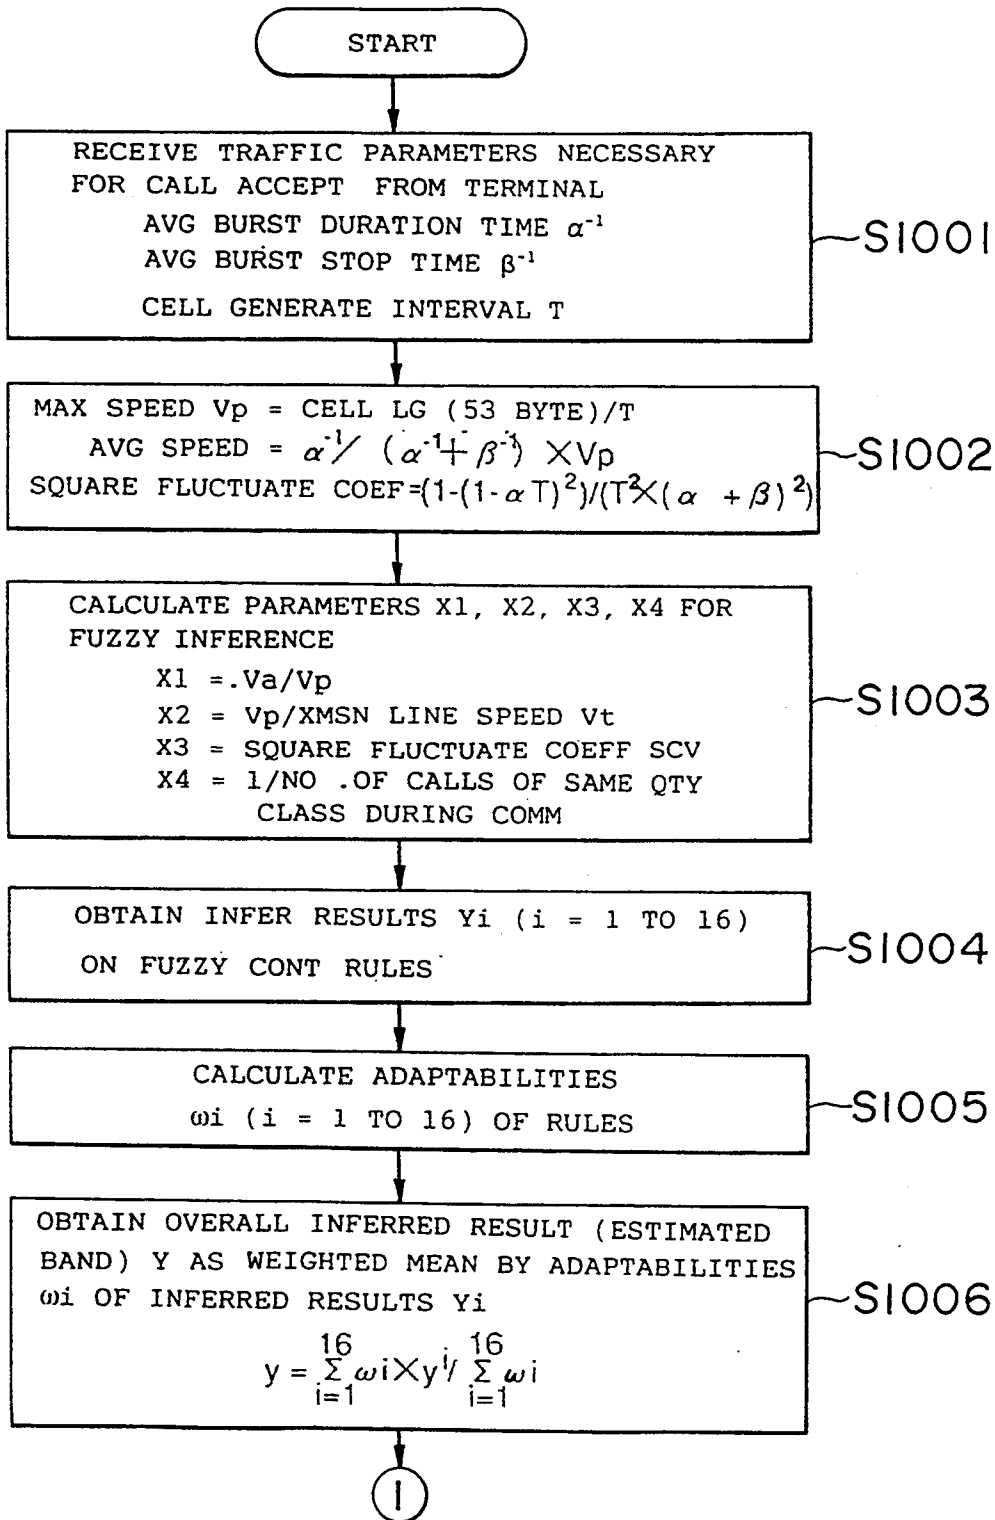 START
RECEIVE TRAFFIC PARAMETERS NECESSARY
FOR CALL ACCEPT FROM TERMINAL
AVG BURST DURATION TIME α⁻¹
AVG BURST STOP TIME β⁻¹
CELL GENERATE INTERVAL T
S1001
MAX SPEED Vp = CELL LG (53 BYTE)/T
AVG SPEED = α⁻¹/ (α⁻¹+ β⁻¹) ×Vp
SQUARE FLUCTUATE COEF=(1-(1-αT)²)/(T²×(α +β)²)
S1002
CALCULATE PARAMETERS X1, X2, X3, X4 FOR
FUZZY INFERENCE
X1 =.Va/Vp
X2 = Vp/XMSN LINE SPEED Vt
X3 = SQUARE FLUCTUATE COEFF SCV
X4 = 1/NO .OF CALLS OF SAME QTY
CLASS DURING COMM
S1003
OBTAIN INFER RESULTS Yi (i = 1 TO 16)
ON FUZZY CONT RULES
S1004
CALCULATE ADAPTABILITIES
ωi (i = 1 TO 16) OF RULES
S1005
OBTAIN OVERALL INFERRED RESULT (ESTIMATED
BAND) Y AS WEIGHTED MEAN BY ADAPTABILITIES
ωi OF INFERRED RESULTS Yi
16 16
y = Σ ωi×yⁱ/ Σ ωi
i=1 i=1
S1006
1